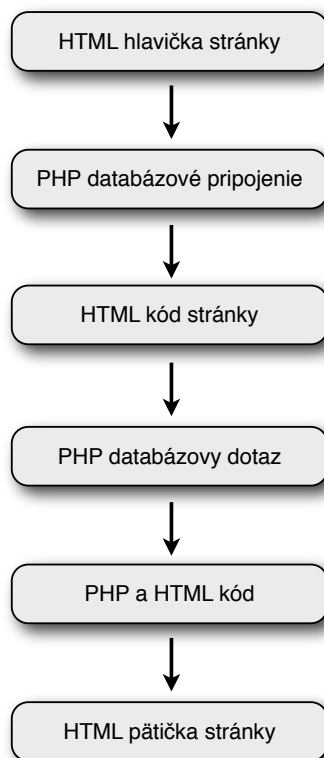 HTML hlavička stránky
PHP databázové pripojenie
HTML kód stránky
PHP databázovy dotaz
PHP a HTML kód
HTML pätička stránky